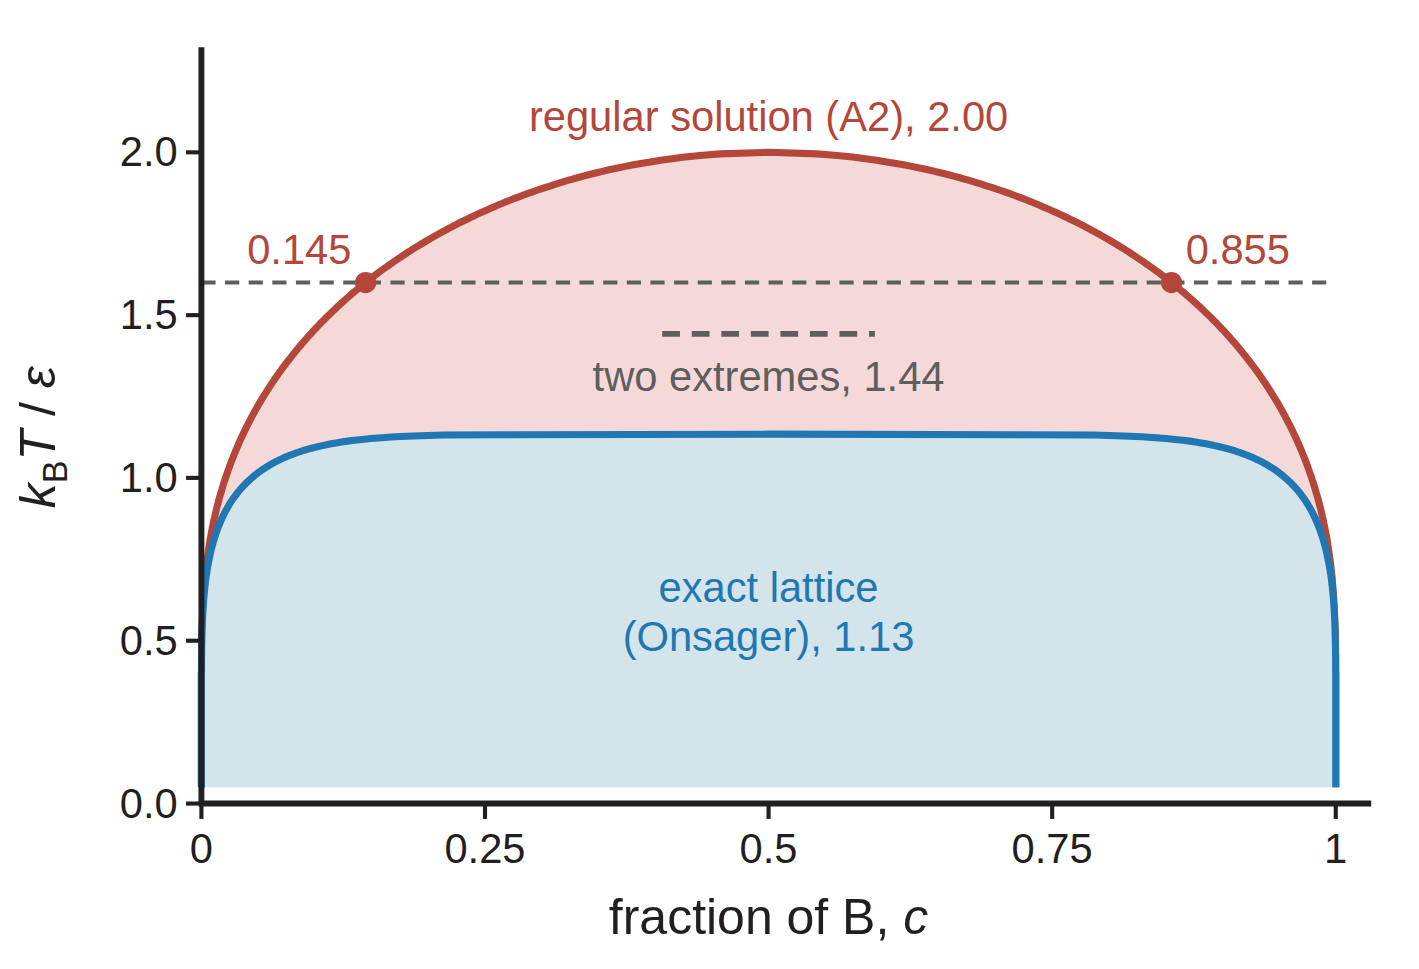 regular solution (A2), 2.00
2.0
0.145
0.855
1.5
two extremes, 1.44
k_B T / ε
1.0
exact lattice
(Onsager), 1.13
0.5
0.0
0
0.25
0.5
0.75
1
fraction of B, c